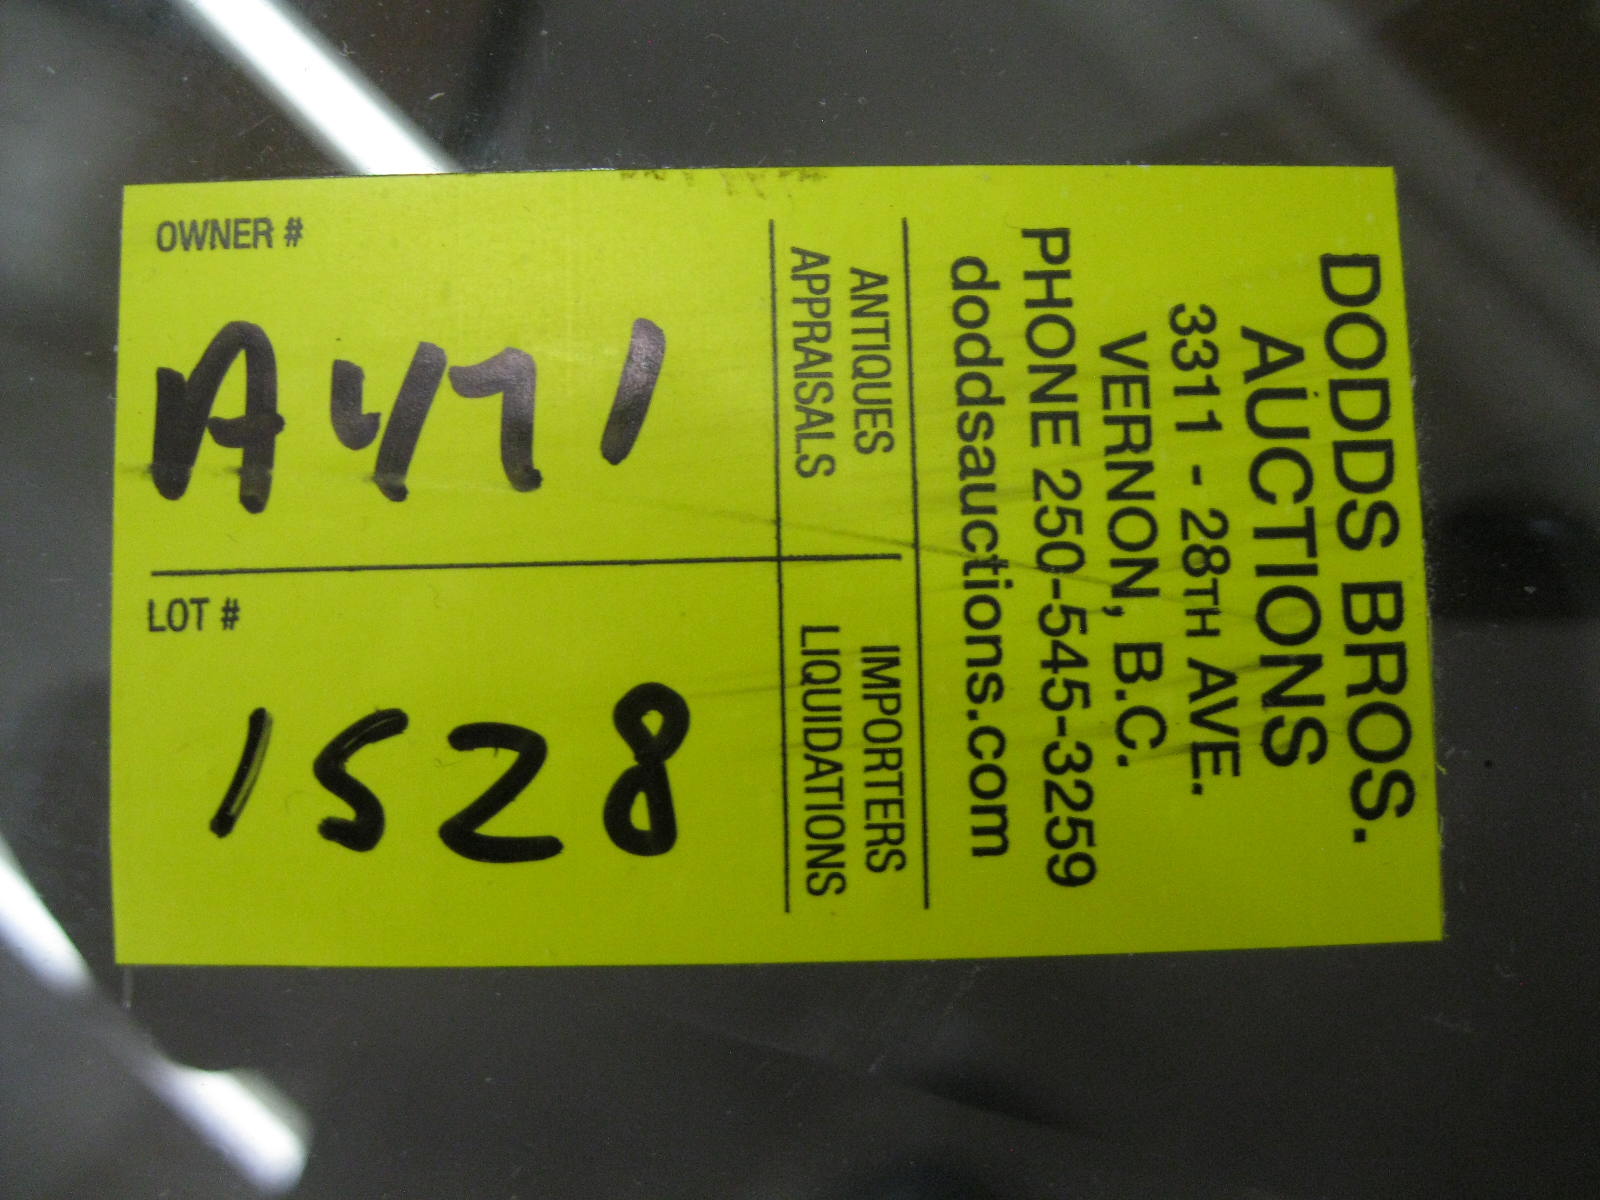 DODDS BROS.
AUCTIONS
3311 - 28TH AVE.
VERNON, B.C.
PHONE 250-545-3259
doddsauctions.com
ANTIQUES
APPRAISALS
IMPORTERS
LIQUIDATIONS
OWNER #
A471
LOT #
1528